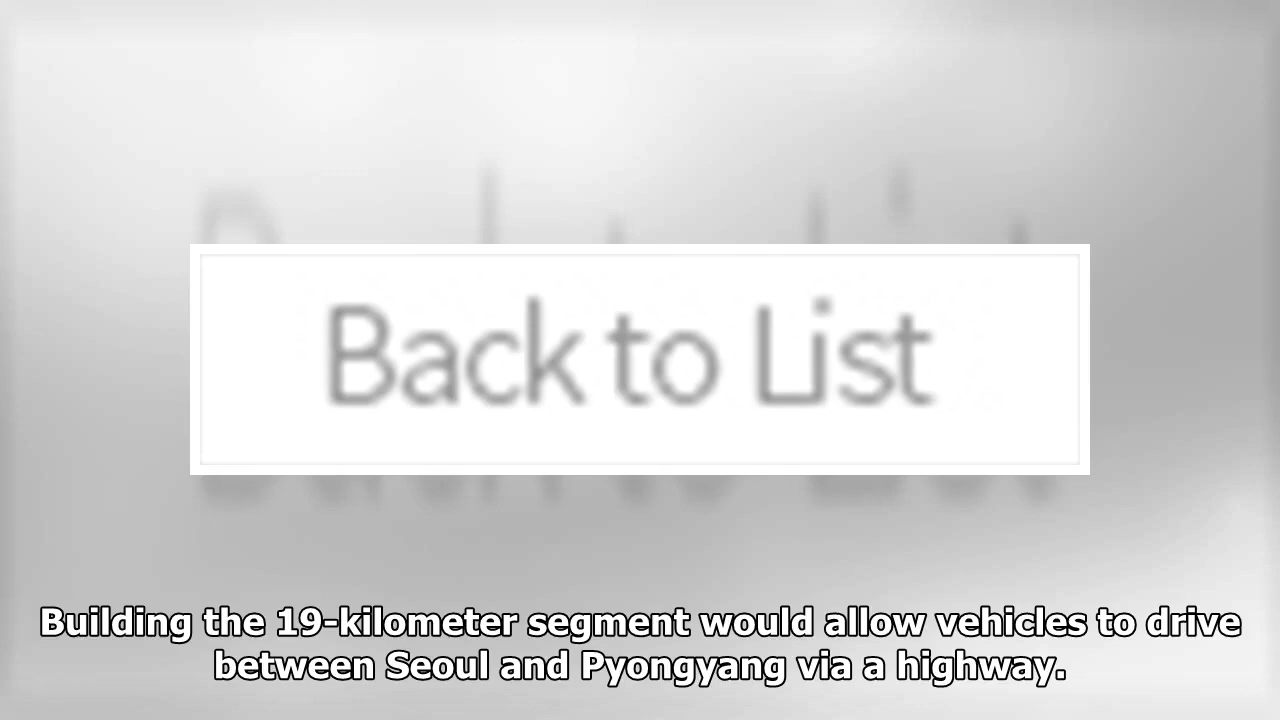 Back to List
Building the 19-kilometer segment would allow vehicles to drive
between Seoul and Pyongyang via a highway.